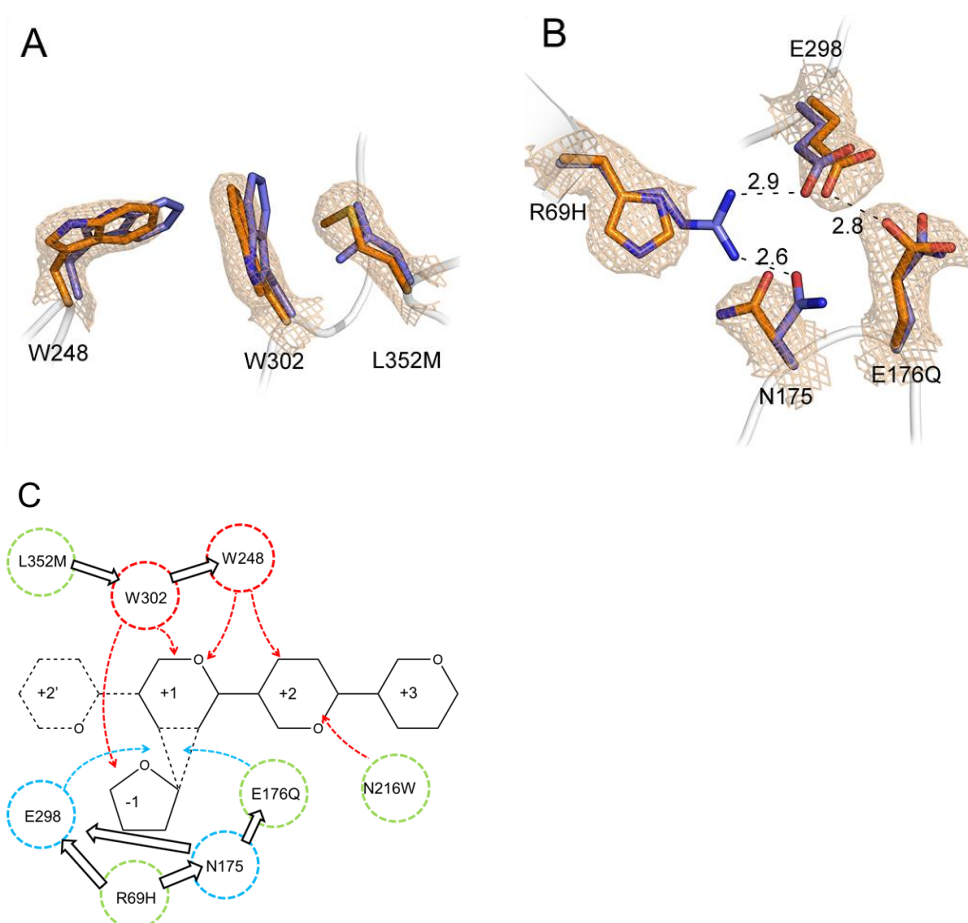 A
W248
W302
L352M
B
E298
R69H
2.9
2.8
2.6
N175
E176Q
C
L352M
W302
W248
+2'
O
+1
O
+2
O
+3
O
E298
-1
O
E176Q
N216W
N175
R69H